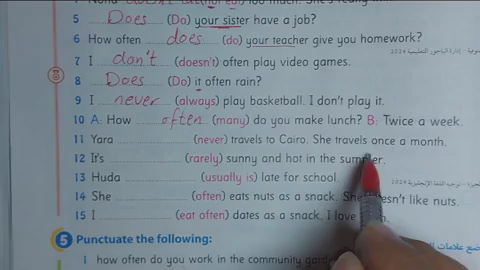 5 Does (Do) your sister have a job?
6 How often does (do) your teacher give you homework?
7 I don't (doesn't) often play video games.
8 Does (Do) it often rain?
9 I never (always) play basketball. I don't play it.
10 A: How often (many) do you make lunch? B: Twice a week.
11 Yara (never) travels to Cairo. She travels once a month.
12 It's (rarely) sunny and hot in the summer.
13 Huda (usually is) late for school.
14 She (often) eats nuts as a snack. She doesn't like nuts.
15 I (eat often) dates as a snack. I love
5 Punctuate the following:
1 how often do you work in the community